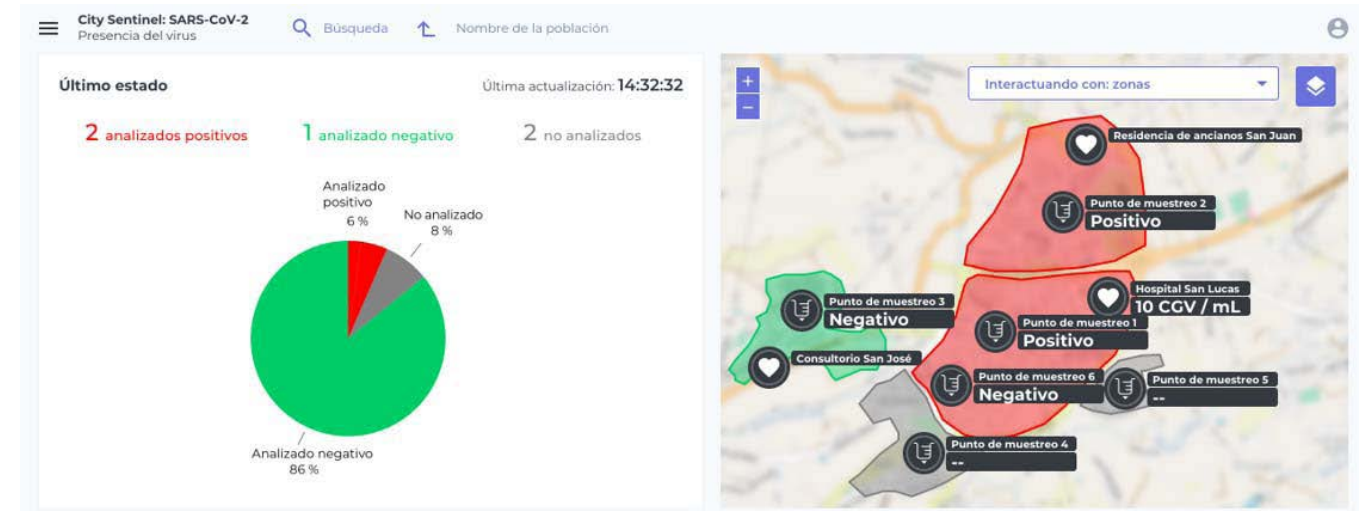 City Sentinel: SARS-CoV-2
Presencia del virus
Búsqueda
Nombre de la población
Último estado
Última actualización: 14:32:32
2 analizados positivos
1 analizado negativo
2 no analizados
Analizado
positivo
6 %
No analizado
8 %
Analizado negativo
86 %
+
−
Interactuando con: zonas
Residencia de ancianos San Juan
Punto de muestreo 2
Positivo
Hospital San Lucas
10 CGV / mL
Punto de muestreo 3
Negativo
Punto de muestreo 1
Positivo
Consultorio San José
Punto de muestreo 6
Negativo
Punto de muestreo 5
--
Punto de muestreo 4
--